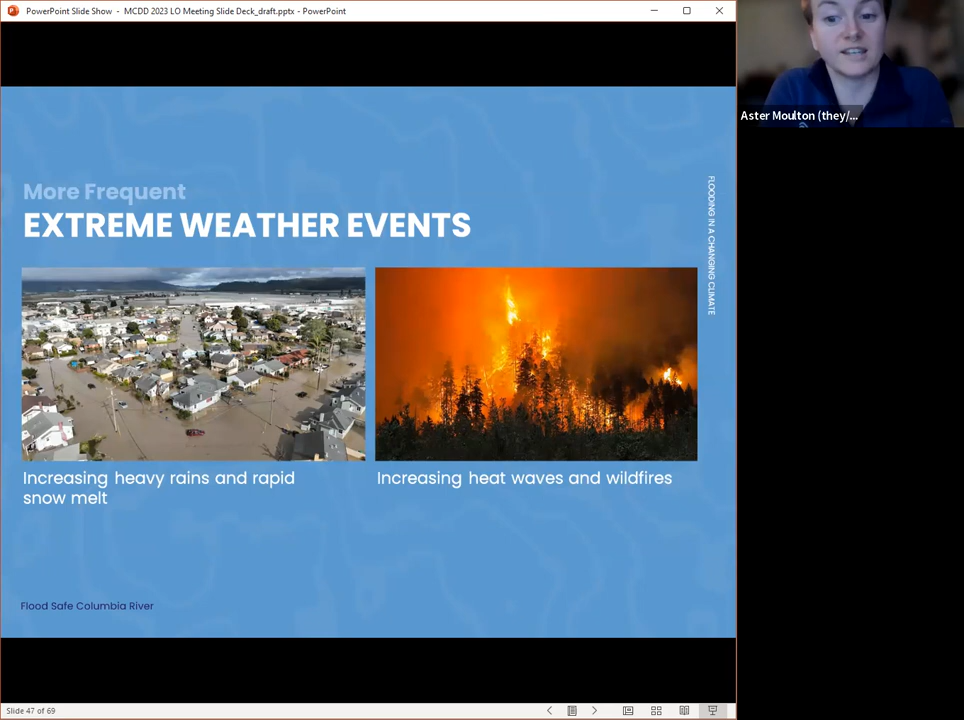 PowerPoint Slide Show - MCDD 2023 LO Meeting Slide Deck_draft.pptx - PowerPoint
Aster Moulton (they/...
More Frequent
EXTREME WEATHER EVENTS
FLOODING IN A CHANGING CLIMATE
Increasing heavy rains and rapid
snow melt
Increasing heat waves and wildfires
Flood Safe Columbia River
Slide 47 of 69